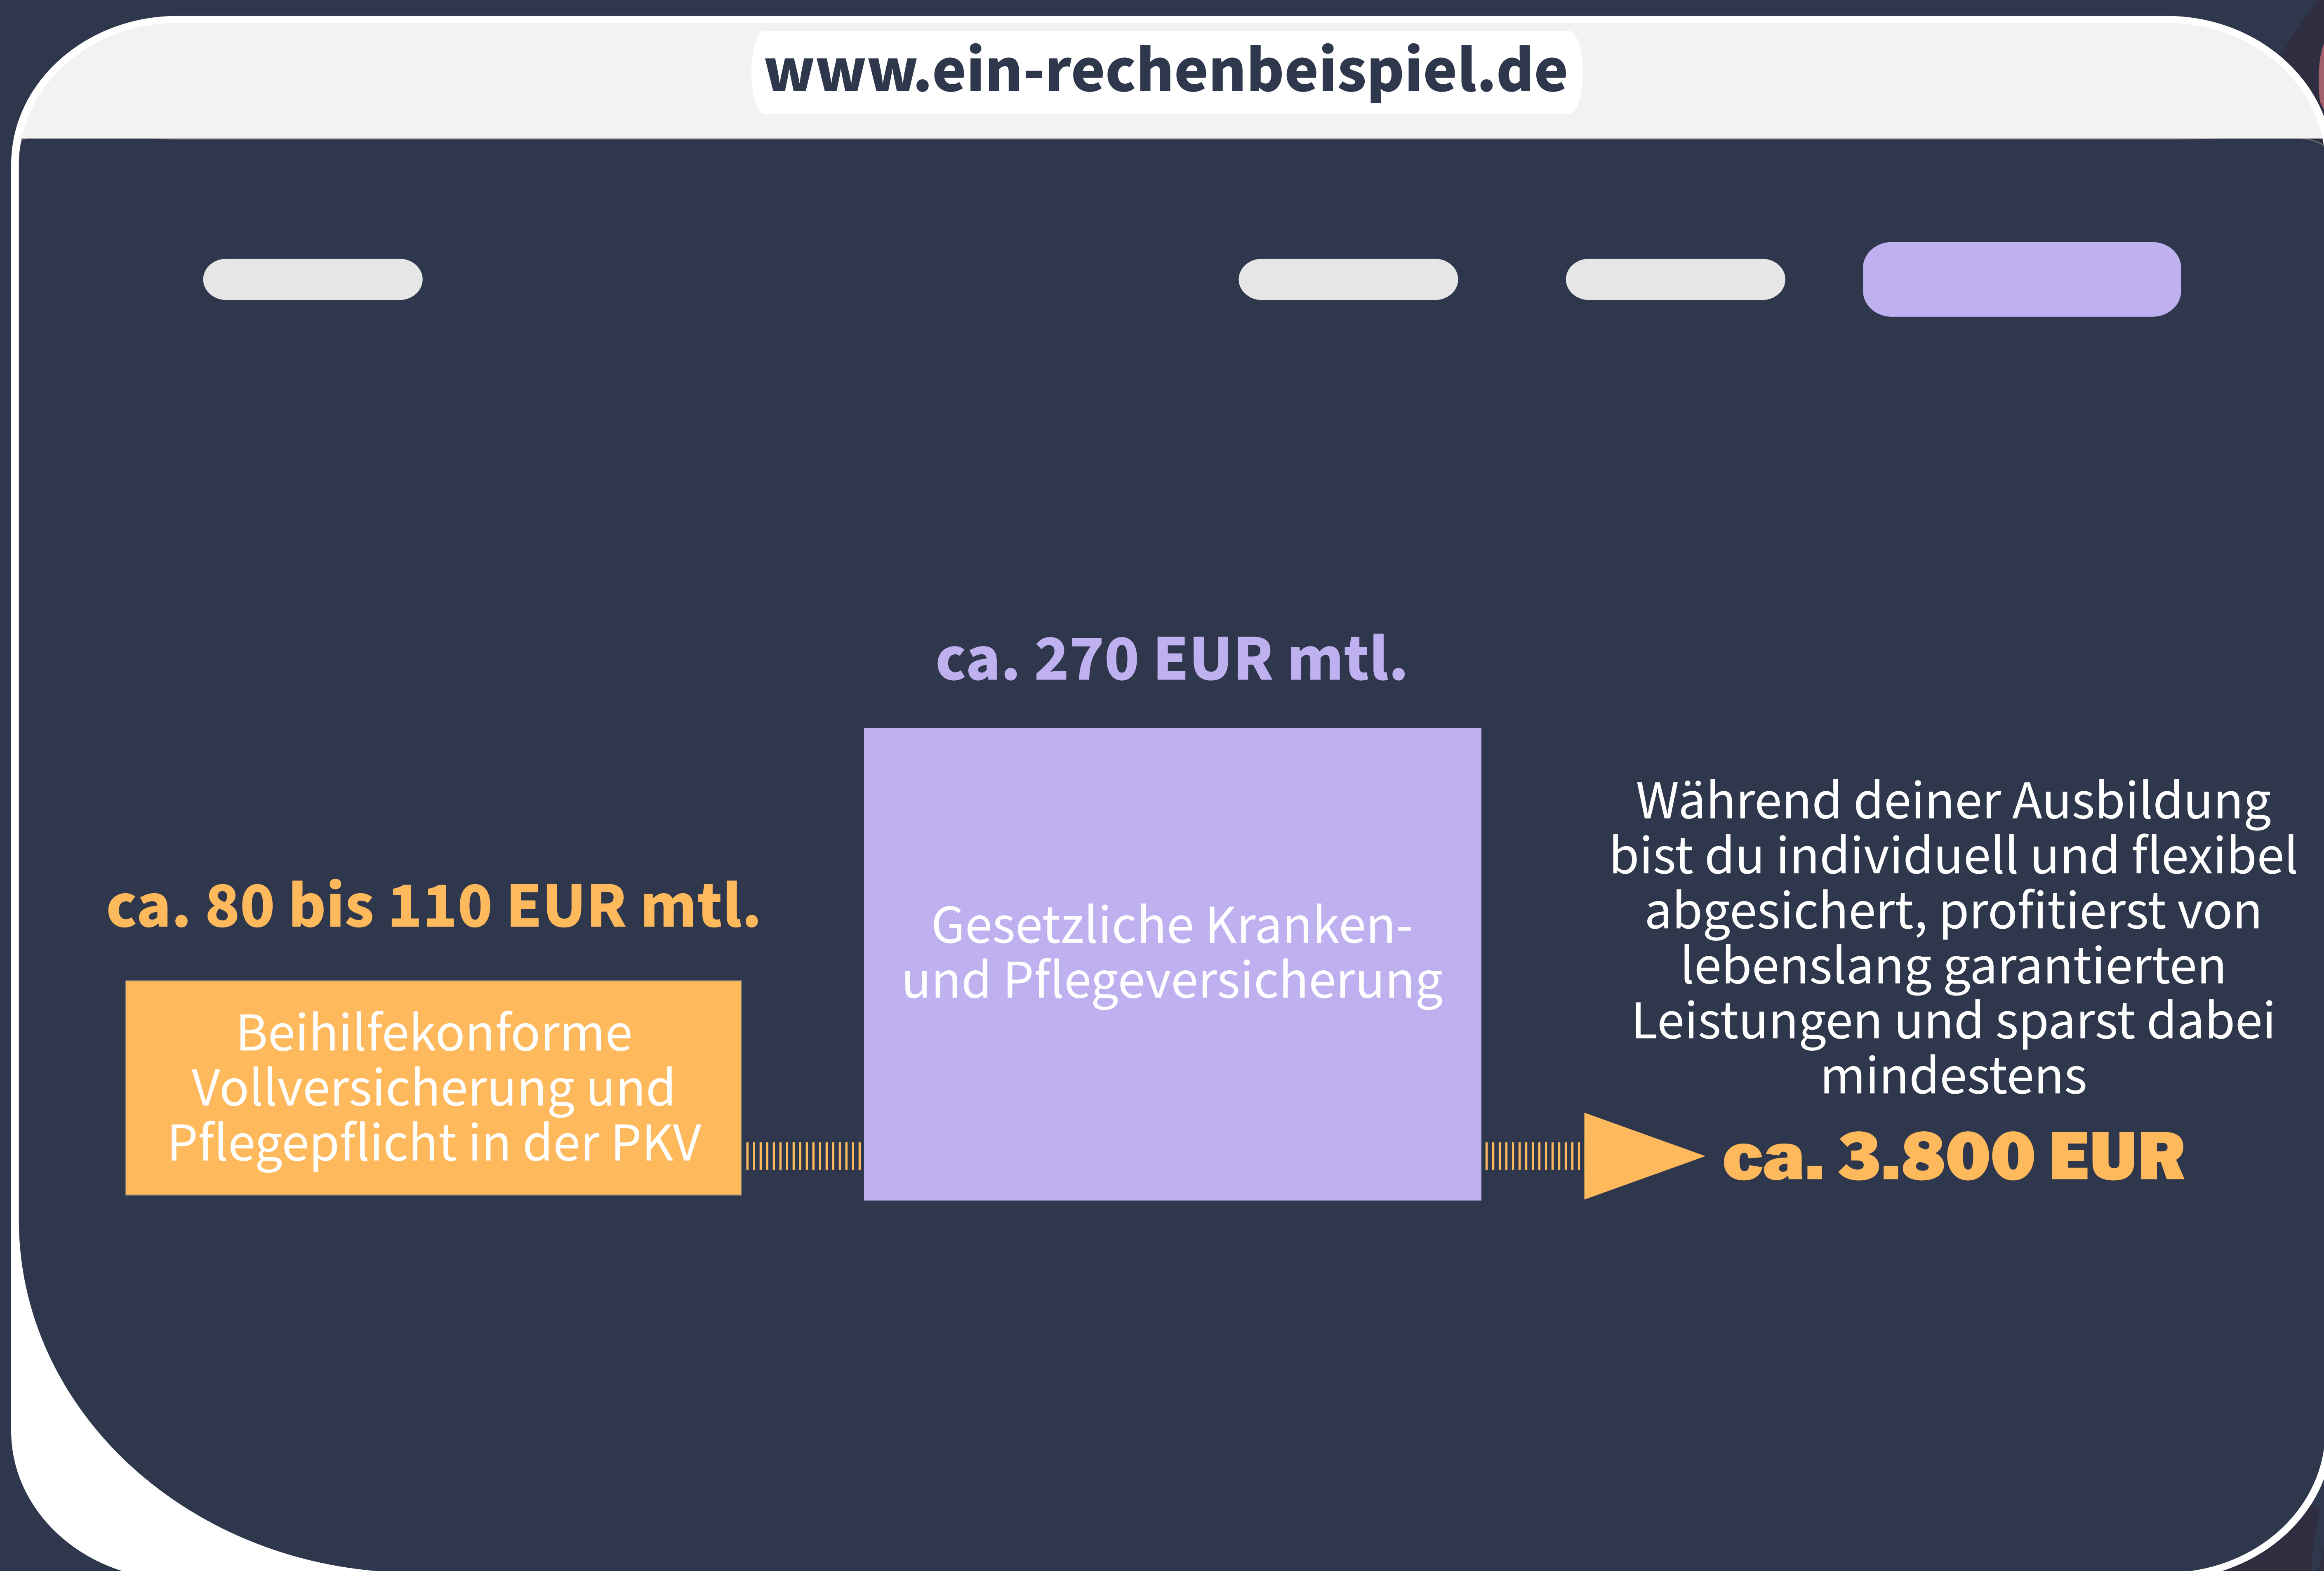 www.ein-rechenbeispiel.de
ca. 270 EUR mtl.
ca. 80 bis 110 EUR mtl.
Beihilfekonforme
Vollversicherung und
Pflegepflicht in der PKV
Gesetzliche Kranken-
und Pflegeversicherung
Während deiner Ausbildung
bist du individuell und flexibel
abgesichert, profitierst von
lebenslang garantierten
Leistungen und sparst dabei
mindestens
ca. 3.800 EUR